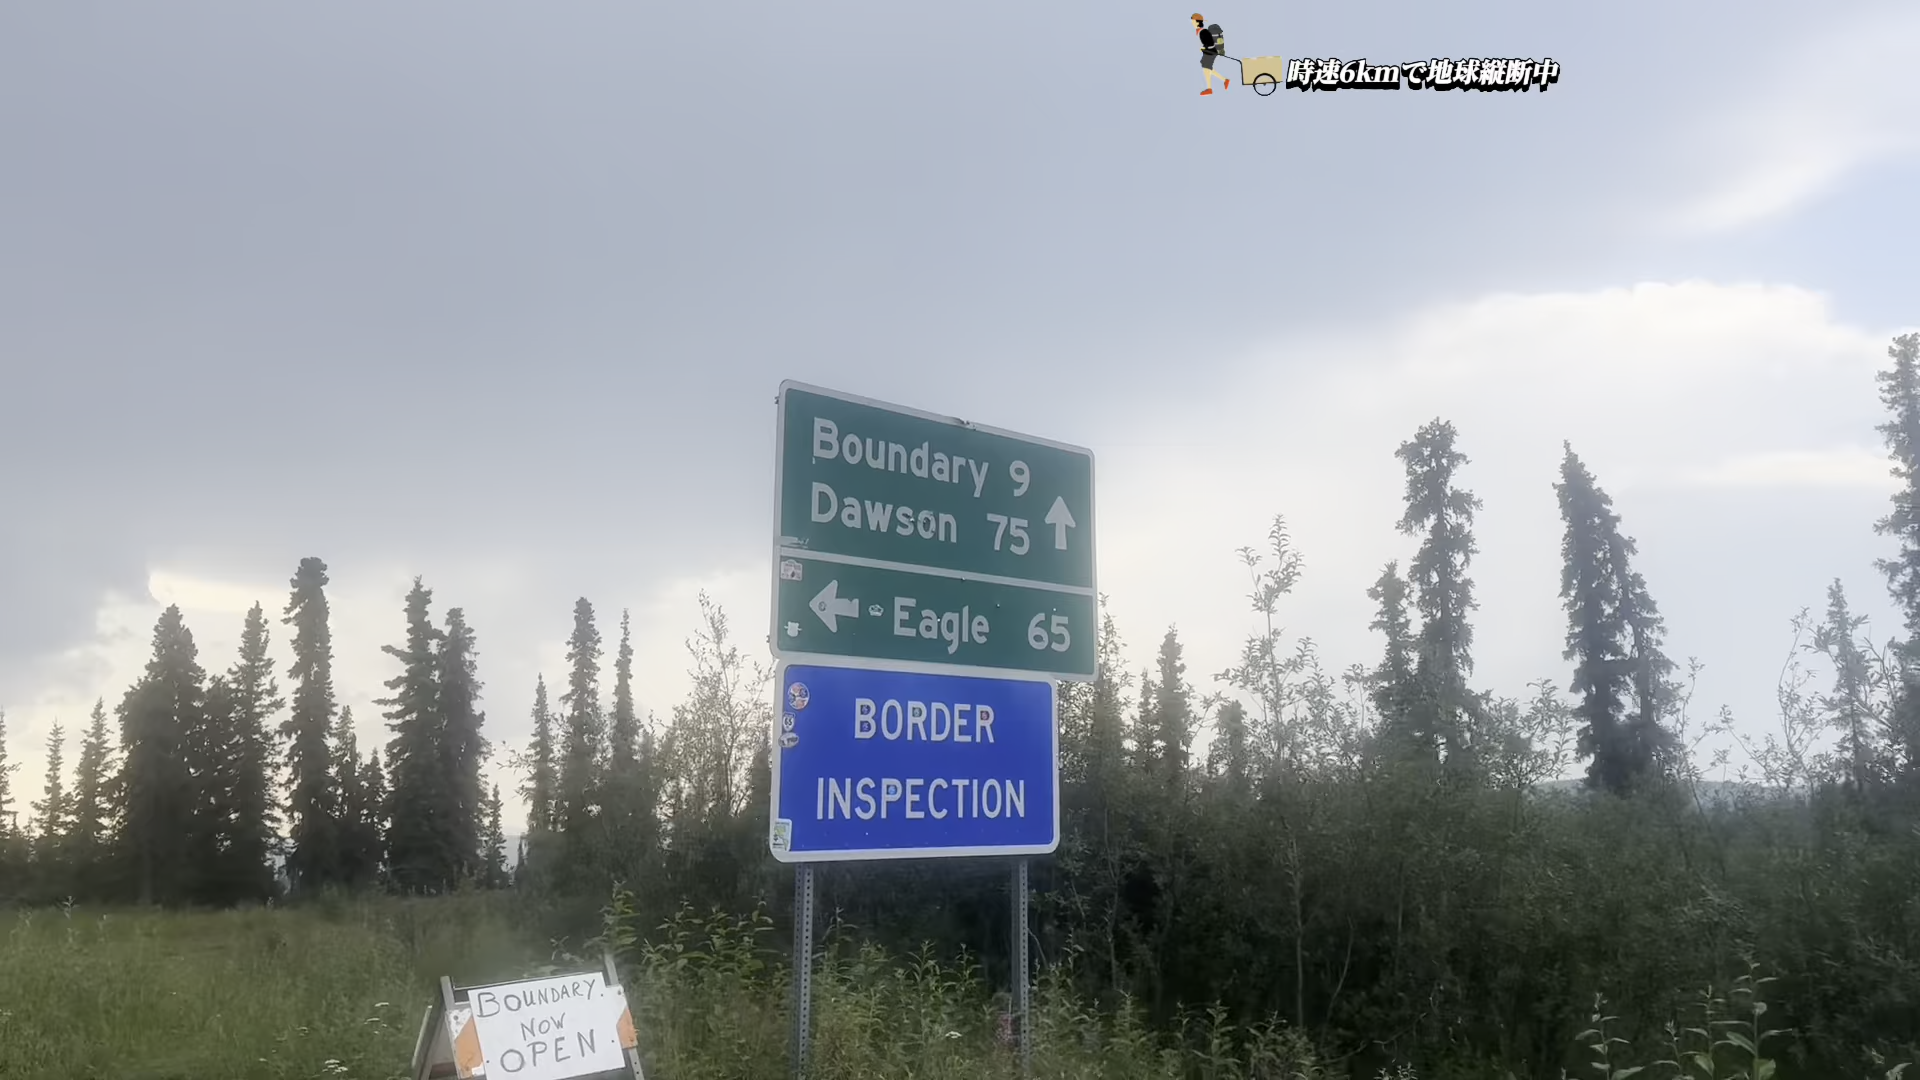 時速6kmで地球縦断中
Boundary 9
Dawson 75
Eagle 65
BORDER
INSPECTION
BOUNDARY.
NOW
OPEN